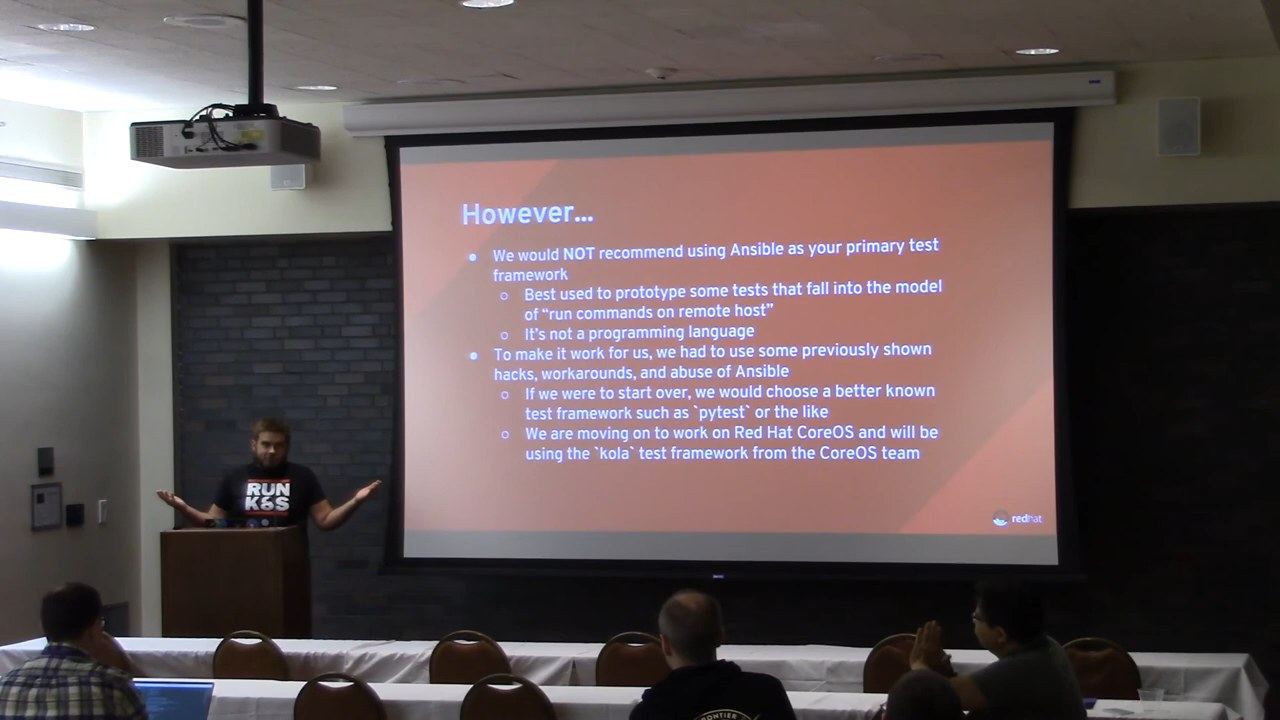 However...
We would NOT recommend using Ansible as your primary test
framework
Best used to prototype some tests that fall into the model
of “run commands on remote host”
It's not a programming language
To make it work for us, we had to use some previously shown
hacks, workarounds, and abuse of Ansible
If we were to start over, we would choose a better known
test framework such as `pytest` or the like
We are moving on to work on Red Hat CoreOS and will be
using the `kola` test framework from the CoreOS team
redhat
RUN
K8S